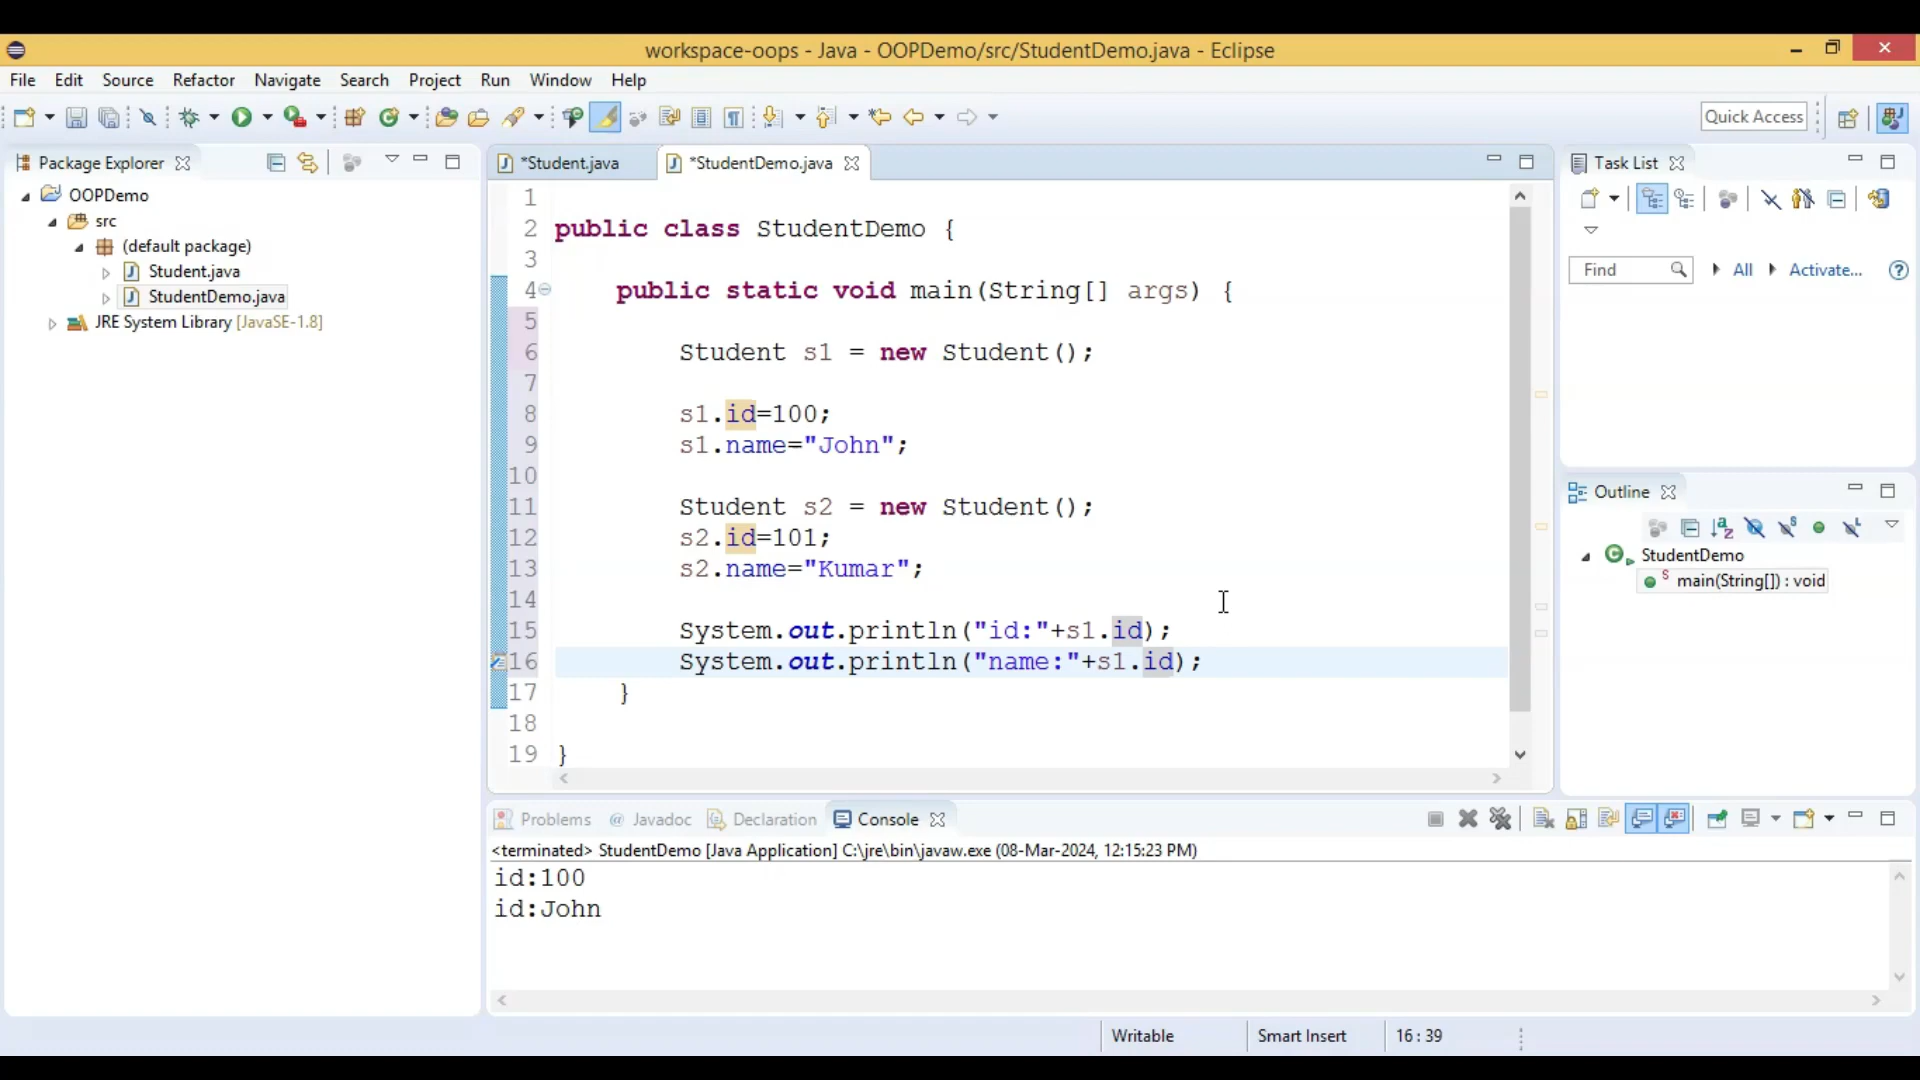 workspace-oops - Java - OOPDemo/src/StudentDemo.java - Eclipse
File Edit Source Refactor Navigate Search Project Run Window Help
Quick Access
Package Explorer
OOPDemo
src
(default package)
Student.java
StudentDemo.java
JRE System Library [JavaSE-1.8]
*Student.java *StudentDemo.java
1
2 public class StudentDemo {
3
4 public static void main(String[] args) {
5
6 Student s1 = new Student();
7
8 s1.id=100;
9 s1.name="John";
10
11 Student s2 = new Student();
12 s2.id=101;
13 s2.name="Kumar";
14
15 System.out.println("id:"+s1.id);
16 System.out.println("name:"+s1.id);
17 }
18
19 }
Task List
Find All Activate...
Outline
StudentDemo
main(String[]) : void
Problems @ Javadoc Declaration Console
<terminated> StudentDemo [Java Application] C:\jre\bin\javaw.exe (08-Mar-2024, 12:15:23 PM)
id:100
id:John
Writable Smart Insert 16 : 39